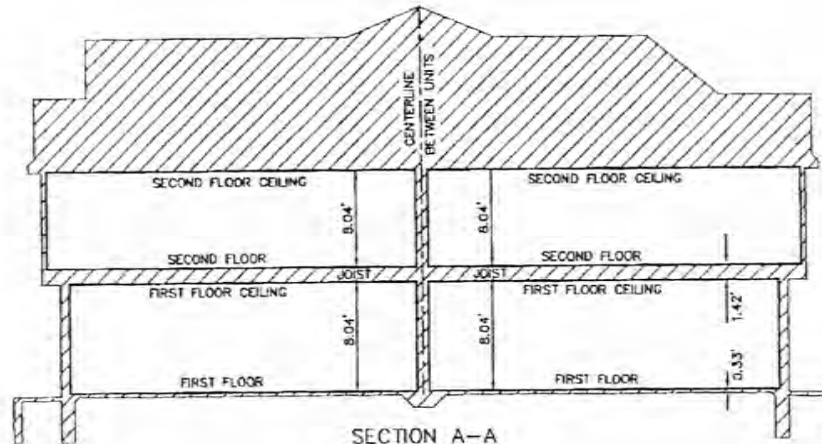 CENTERLINE
BETWEEN UNITS
SECOND FLOOR CEILING
SECOND FLOOR CEILING
8.04'
8.04'
SECOND FLOOR
SECOND FLOOR
JOIST
JOIST
FIRST FLOOR CEILING
FIRST FLOOR CEILING
8.04'
8.04'
1.42'
0.33'
FIRST FLOOR
FIRST FLOOR
SECTION A-A